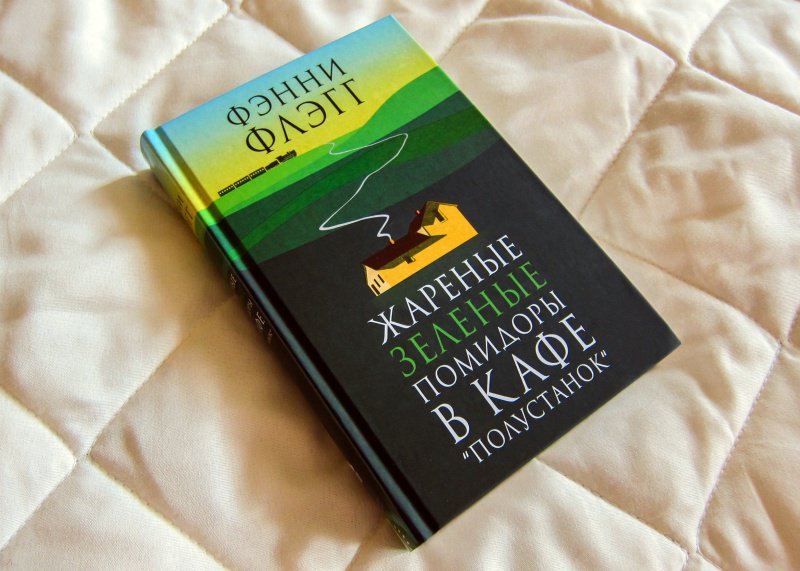 ФЭННИ
ФЛЭГГ
ЖАРЕНЫЕ
ЗЕЛЕНЫЕ
ПОМИДОРЫ
В КАФЕ
"ПОЛУСТАНОК"